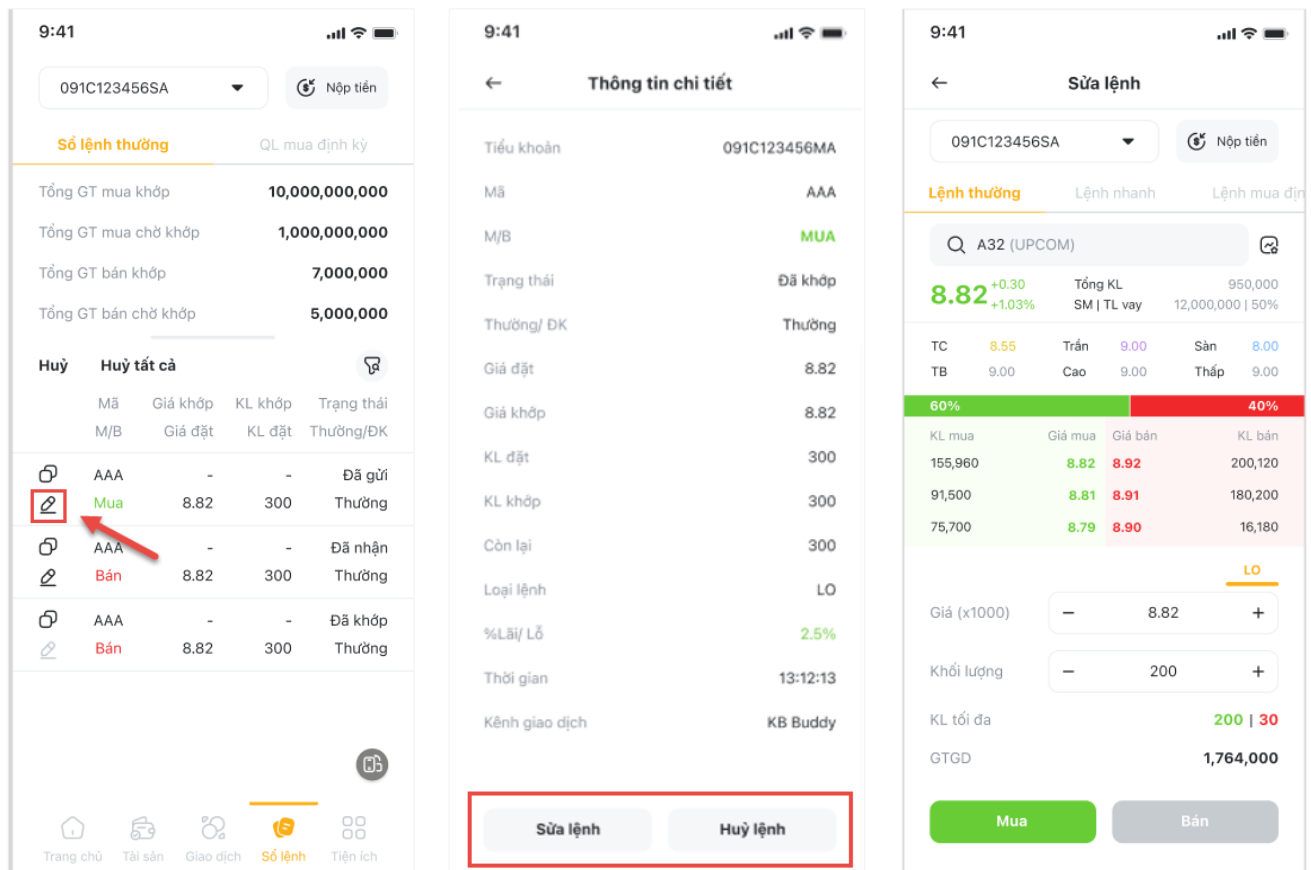 9:41
091C123456SA
Nộp tiền
Sổ lệnh thường QL mua định kỳ
Tổng GT mua khớp 10,000,000,000
Tổng GT mua chờ khớp 1,000,000,000
Tổng GT bán khớp 7,000,000
Tổng GT bán chờ khớp 5,000,000
Huỷ Huỷ tất cả
Mã Giá khớp KL khớp Trạng thái
M/B Giá đặt KL đặt Thường/ĐK
AAA - - Đã gửi
Mua 8.82 300 Thường
AAA - - Đã nhận
Bán 8.82 300 Thường
AAA - - Đã khớp
Bán 8.82 300 Thường
Trang chủ Tài sản Giao dịch Sổ lệnh Tiện ích
9:41
Thông tin chi tiết
Tiểu khoản 091C123456MA
Mã AAA
M/B MUA
Trạng thái Đã khớp
Thường/ ĐK Thường
Giá đặt 8.82
Giá khớp 8.82
KL đặt 300
KL khớp 300
Còn lại 300
Loại lệnh LO
%Lãi/ Lỗ 2.5%
Thời gian 13:12:13
Kênh giao dịch KB Buddy
Sửa lệnh Huỷ lệnh
9:41
Sửa lệnh
091C123456SA
Nộp tiền
Lệnh thường Lệnh nhanh Lệnh mua địn
A32 (UPCOM)
8.82 +0.30 Tổng KL 950,000
+1.03% SM | TL vay 12,000,000 | 50%
TC 8.55 Trần 9.00 Sàn 8.00
TB 9.00 Cao 9.00 Thấp 9.00
60% 40%
KL mua Giá mua Giá bán KL bán
155,960 8.82 8.92 200,120
91,500 8.81 8.91 180,200
75,700 8.79 8.90 16,180
LO
Giá (x1000) − 8.82 +
Khối lượng − 200 +
KL tối đa 200 | 30
GTGD 1,764,000
Mua Bán